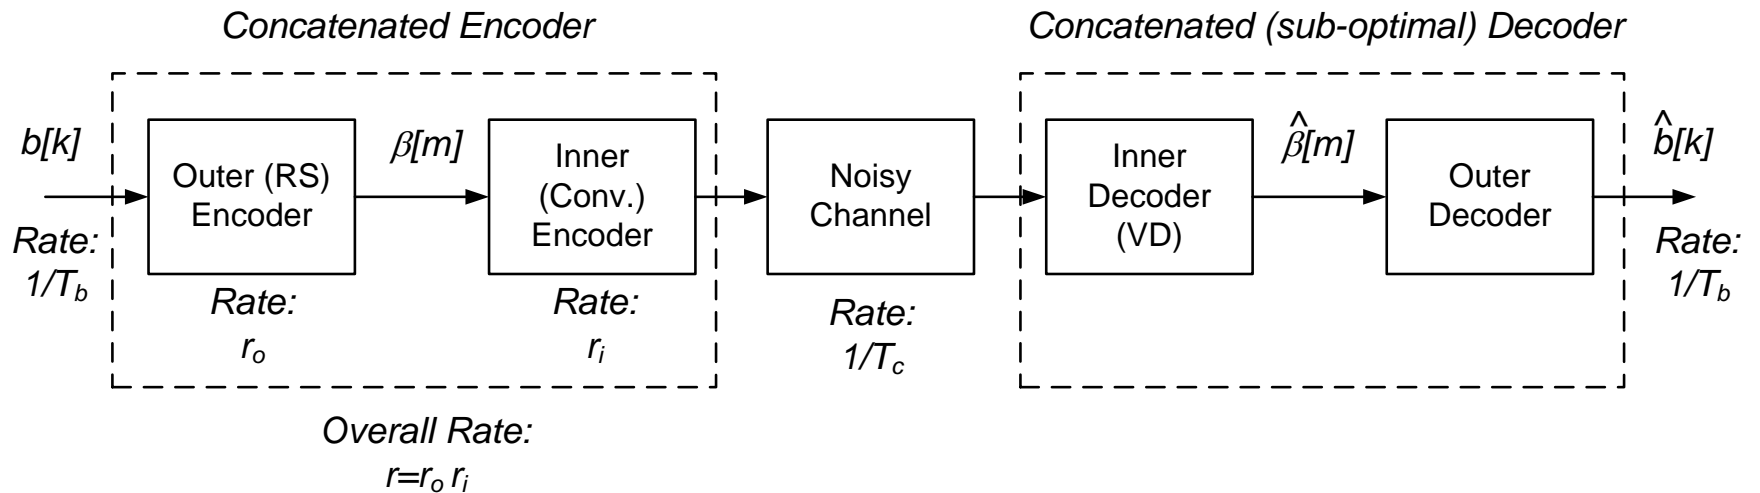 Concatenated Encoder
Concatenated (sub-optimal) Decoder
b[k]
Rate:
1/T_b
Outer (RS)
Encoder
Rate:
r_o
β[m]
Inner
(Conv.)
Encoder
Rate:
r_i
Overall Rate:
r=r_o r_i
Noisy
Channel
Rate:
1/T_c
Inner
Decoder
(VD)
β̂[m]
Outer
Decoder
b̂[k]
Rate:
1/T_b